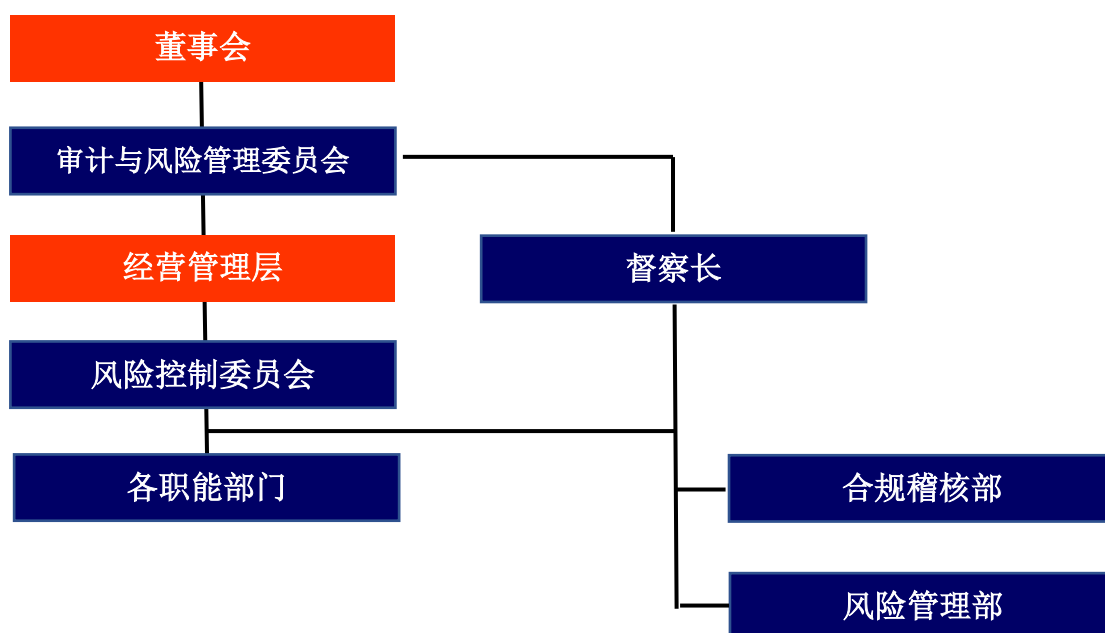 董事会
审计与风险管理委员会
经营管理层
督察长
风险控制委员会
各职能部门
合规稽核部
风险管理部